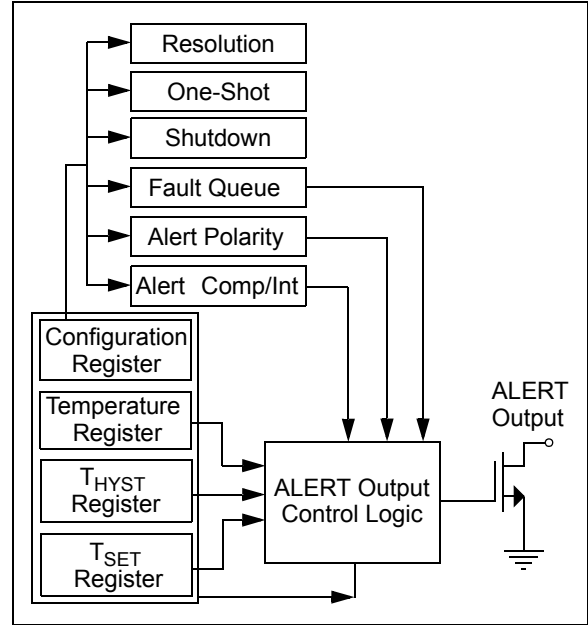 Resolution
One-Shot
Shutdown
Fault Queue
Alert Polarity
Alert Comp/Int
Configuration
Register
Temperature
Register
THYST
Register
TSET
Register
ALERT Output
Control Logic
ALERT
Output